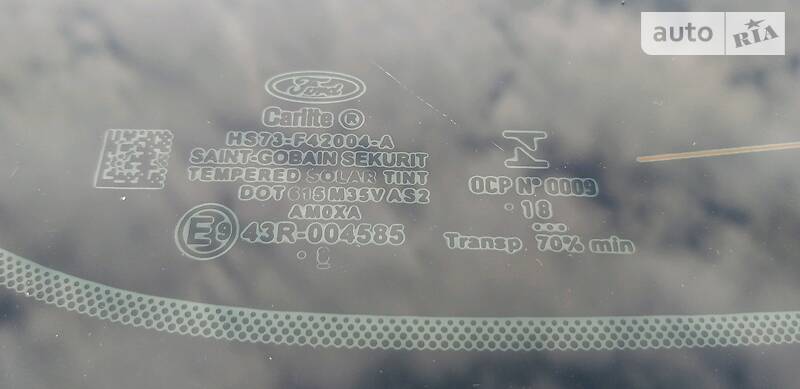 auto RIA
Ford
Carlite ®
HS73-F42004-A
SAINT-GOBAIN SEKURIT
TEMPERED SOLAR TINT
DOT 615 M35V AS2
AMOXA
E9 43R-004585
OCP Nº 0009
18
Transp 70% min